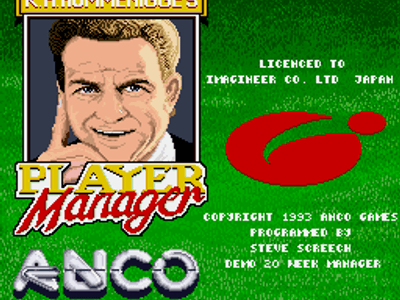 K.H.RUMMENIGGE'S
PLAYER
Manager
ANCO
LICENCED TO
IMAGINEER CO. LTD JAPAN
COPYRIGHT 1993 ANCO GAMES
PROGRAMMED BY
STEVE SCREECH
DEMO 20 WEEK MANAGER